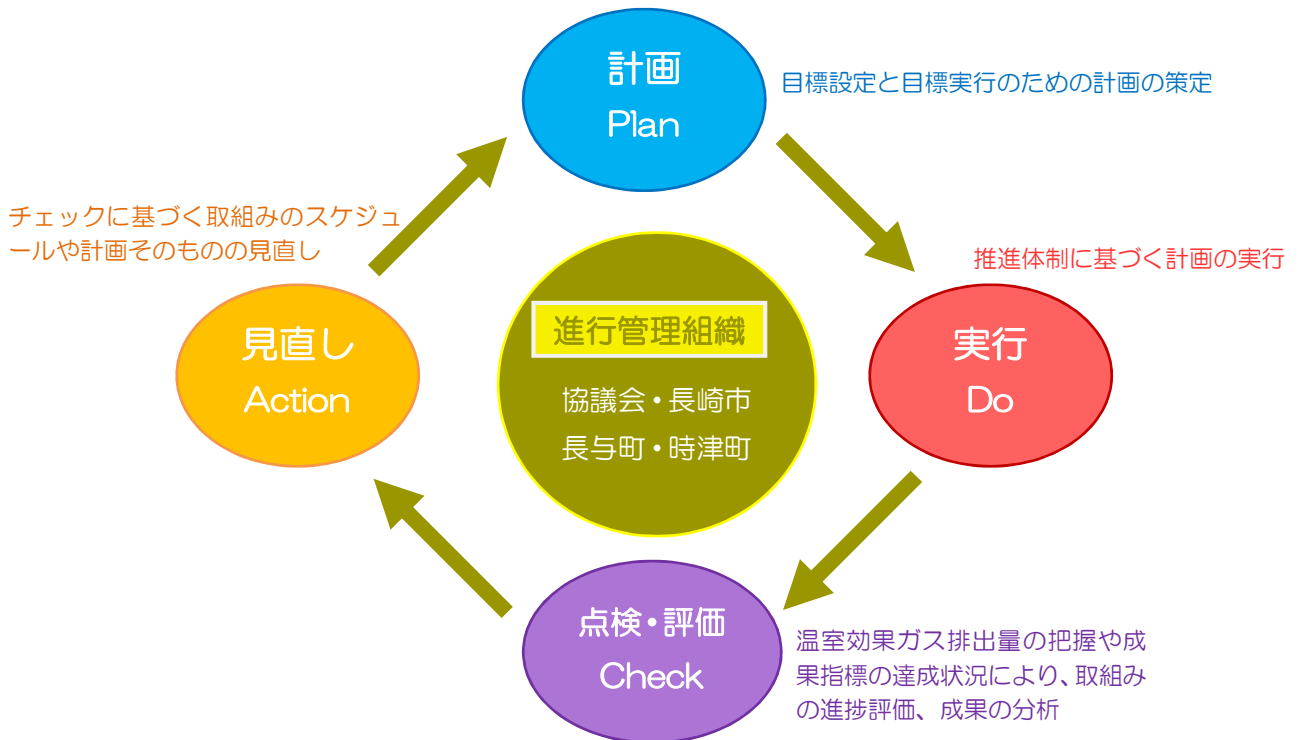 計画
Plan
目標設定と目標実行のための計画の策定
チェックに基づく取組みのスケジュ
ールや計画そのものの見直し
推進体制に基づく計画の実行
見直し
Action
進行管理組織
協議会・長崎市
長与町・時津町
実行
Do
点検・評価
Check
温室効果ガス排出量の把握や成
果指標の達成状況により、取組み
の進捗評価、成果の分析